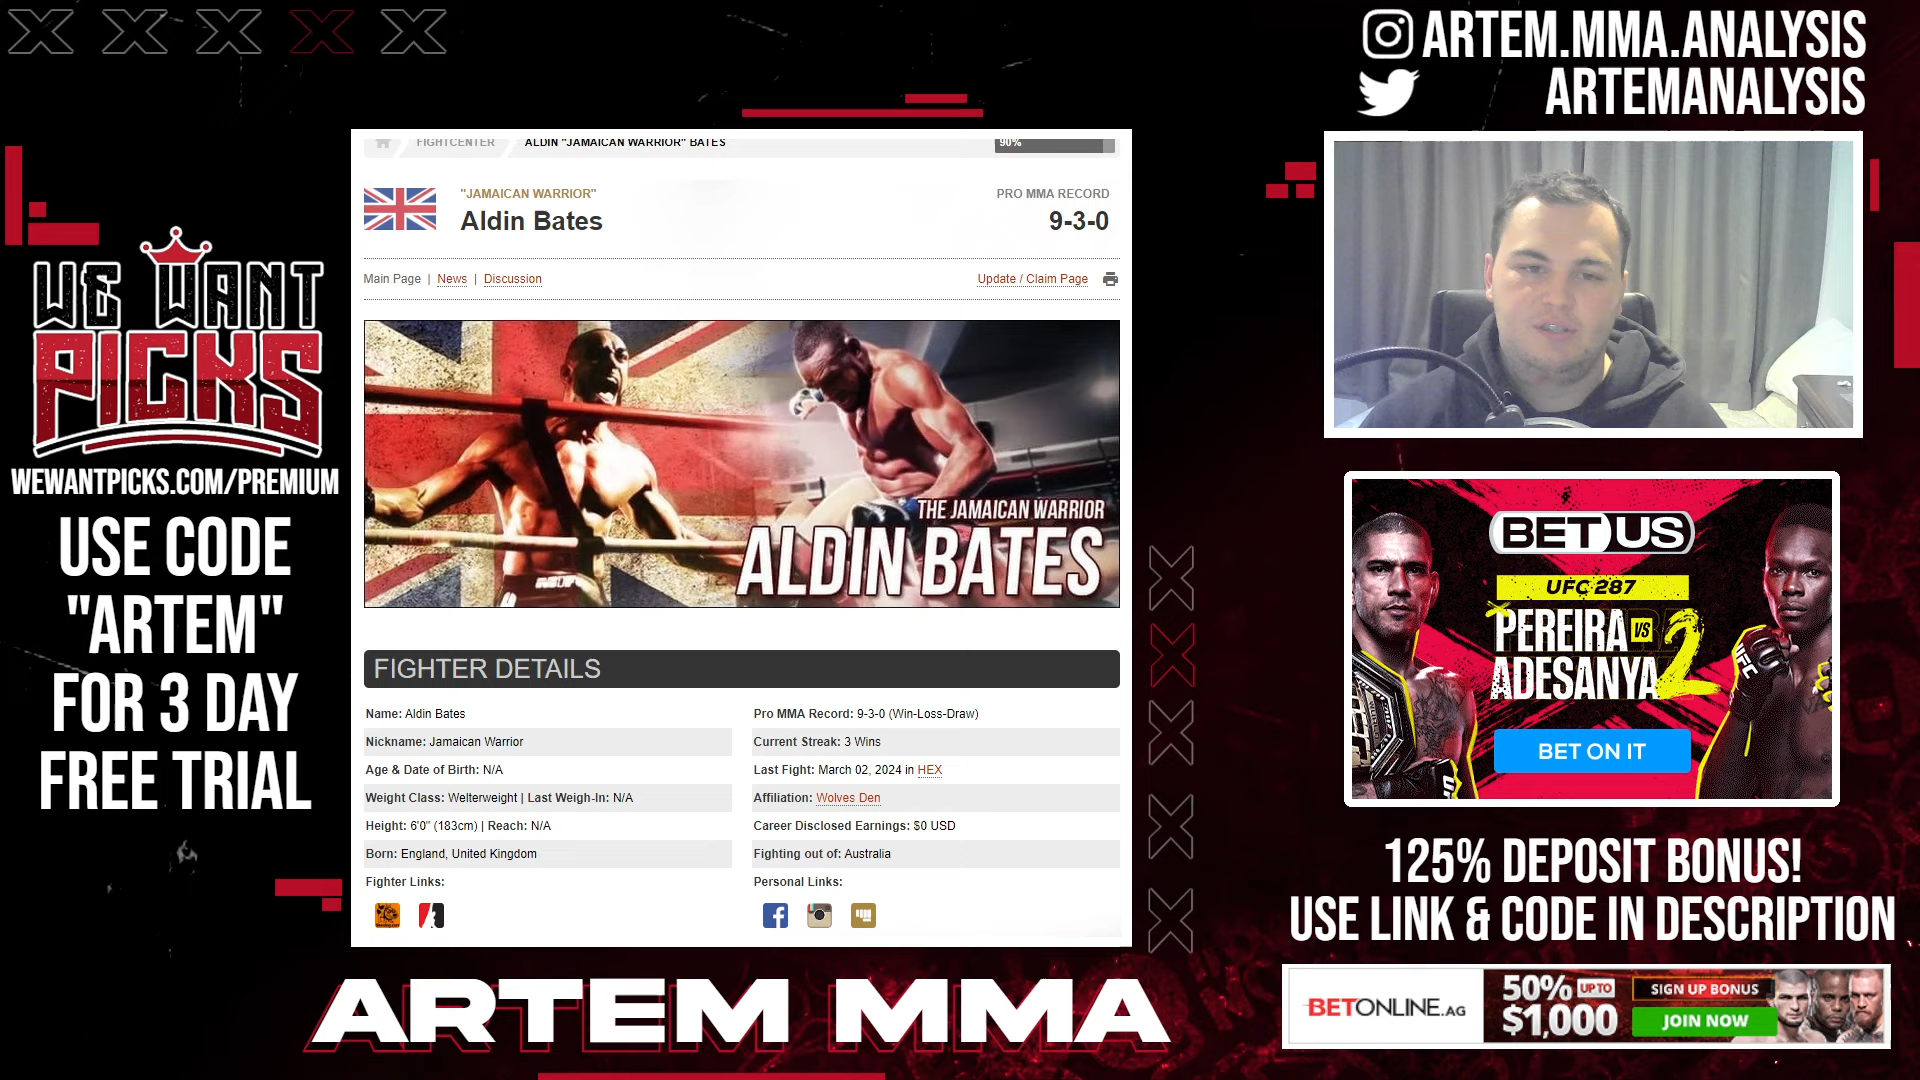 ARTEM.MMA.ANALYSIS
ARTEMANALYSIS
FIGHTCENTER
ALDIN "JAMAICAN WARRIOR" BATES
90%
"JAMAICAN WARRIOR"
Aldin Bates
PRO MMA RECORD
9-3-0
Main Page | News | Discussion
Update / Claim Page
THE JAMAICAN WARRIOR
ALDIN BATES
FIGHTER DETAILS
Name: Aldin Bates
Pro MMA Record: 9-3-0 (Win-Loss-Draw)
Nickname: Jamaican Warrior
Current Streak: 3 Wins
Age & Date of Birth: N/A
Last Fight: March 02, 2024 in HEX
Weight Class: Welterweight | Last Weigh-In: N/A
Affiliation: Wolves Den
Height: 6'0" (183cm) | Reach: N/A
Career Disclosed Earnings: $0 USD
Born: England, United Kingdom
Fighting out of: Australia
Fighter Links:
Personal Links:
WE WANT
PICKS
WEWANTPICKS.COM/PREMIUM
USE CODE
"ARTEM"
FOR 3 DAY
FREE TRIAL
BETUS
UFC 287
PEREIRA VS
ADESANYA 2
UFC
BET ON IT
125% DEPOSIT BONUS!
USE LINK & CODE IN DESCRIPTION
BETONLINE.AG
50% UP TO
$1,000
SIGN UP BONUS
JOIN NOW
ARTEM MMA